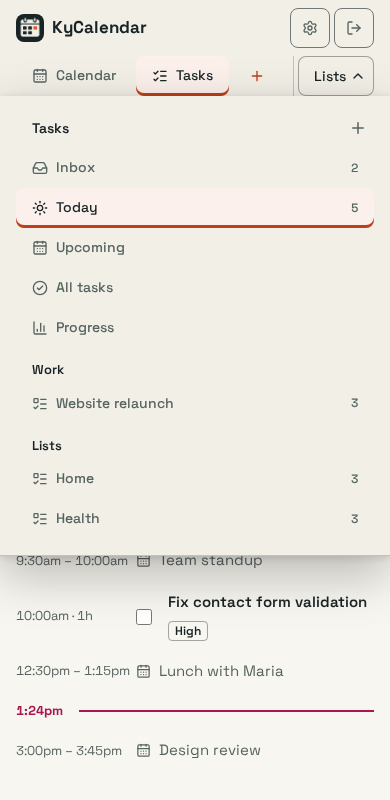 KyCalendar
Calendar Tasks + Lists
Tasks
Inbox 2
Today 5
Upcoming
All tasks
Progress
Work
Website relaunch 3
Lists
Home 3
Health 3
9:30am – 10:00am Team standup
Fix contact form validation
10:00am · 1h
High
12:30pm – 1:15pm Lunch with Maria
1:24pm
3:00pm – 3:45pm Design review